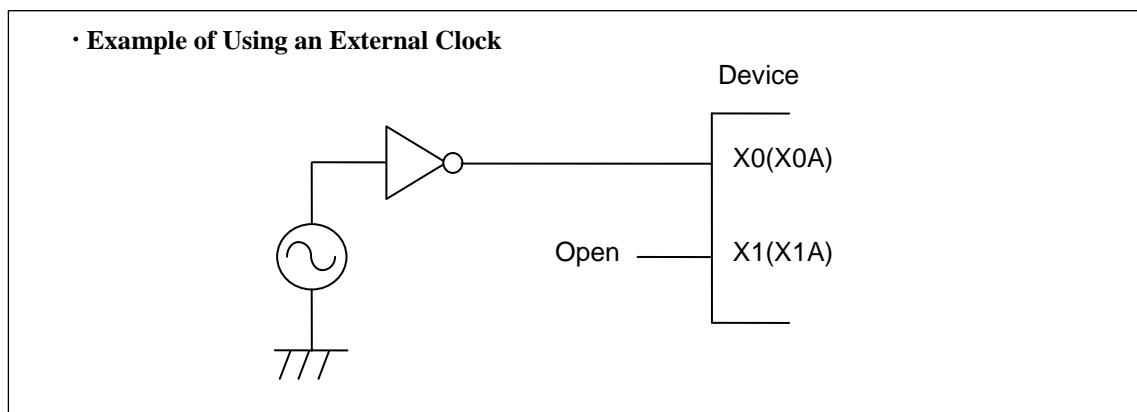 · Example of Using an External Clock
Device
X0(X0A)
Open
X1(X1A)